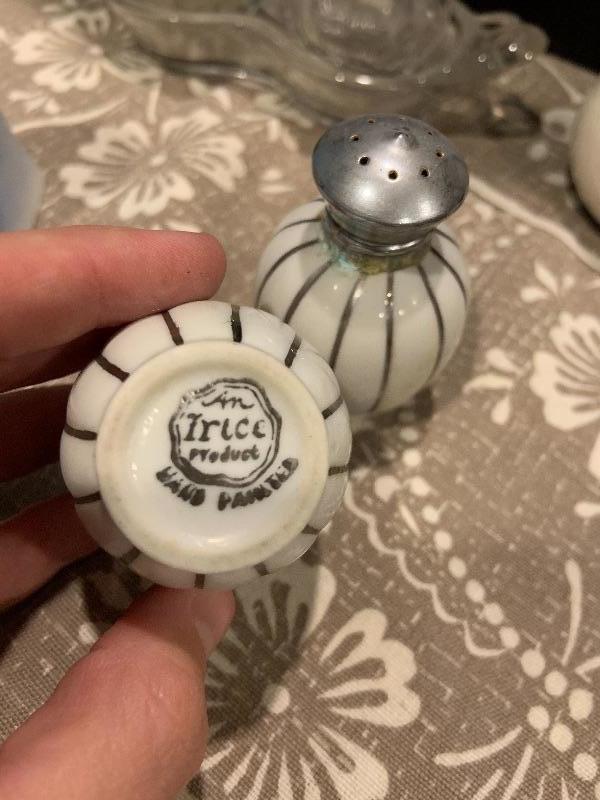 An
Irice
Product
HAND PAINTED